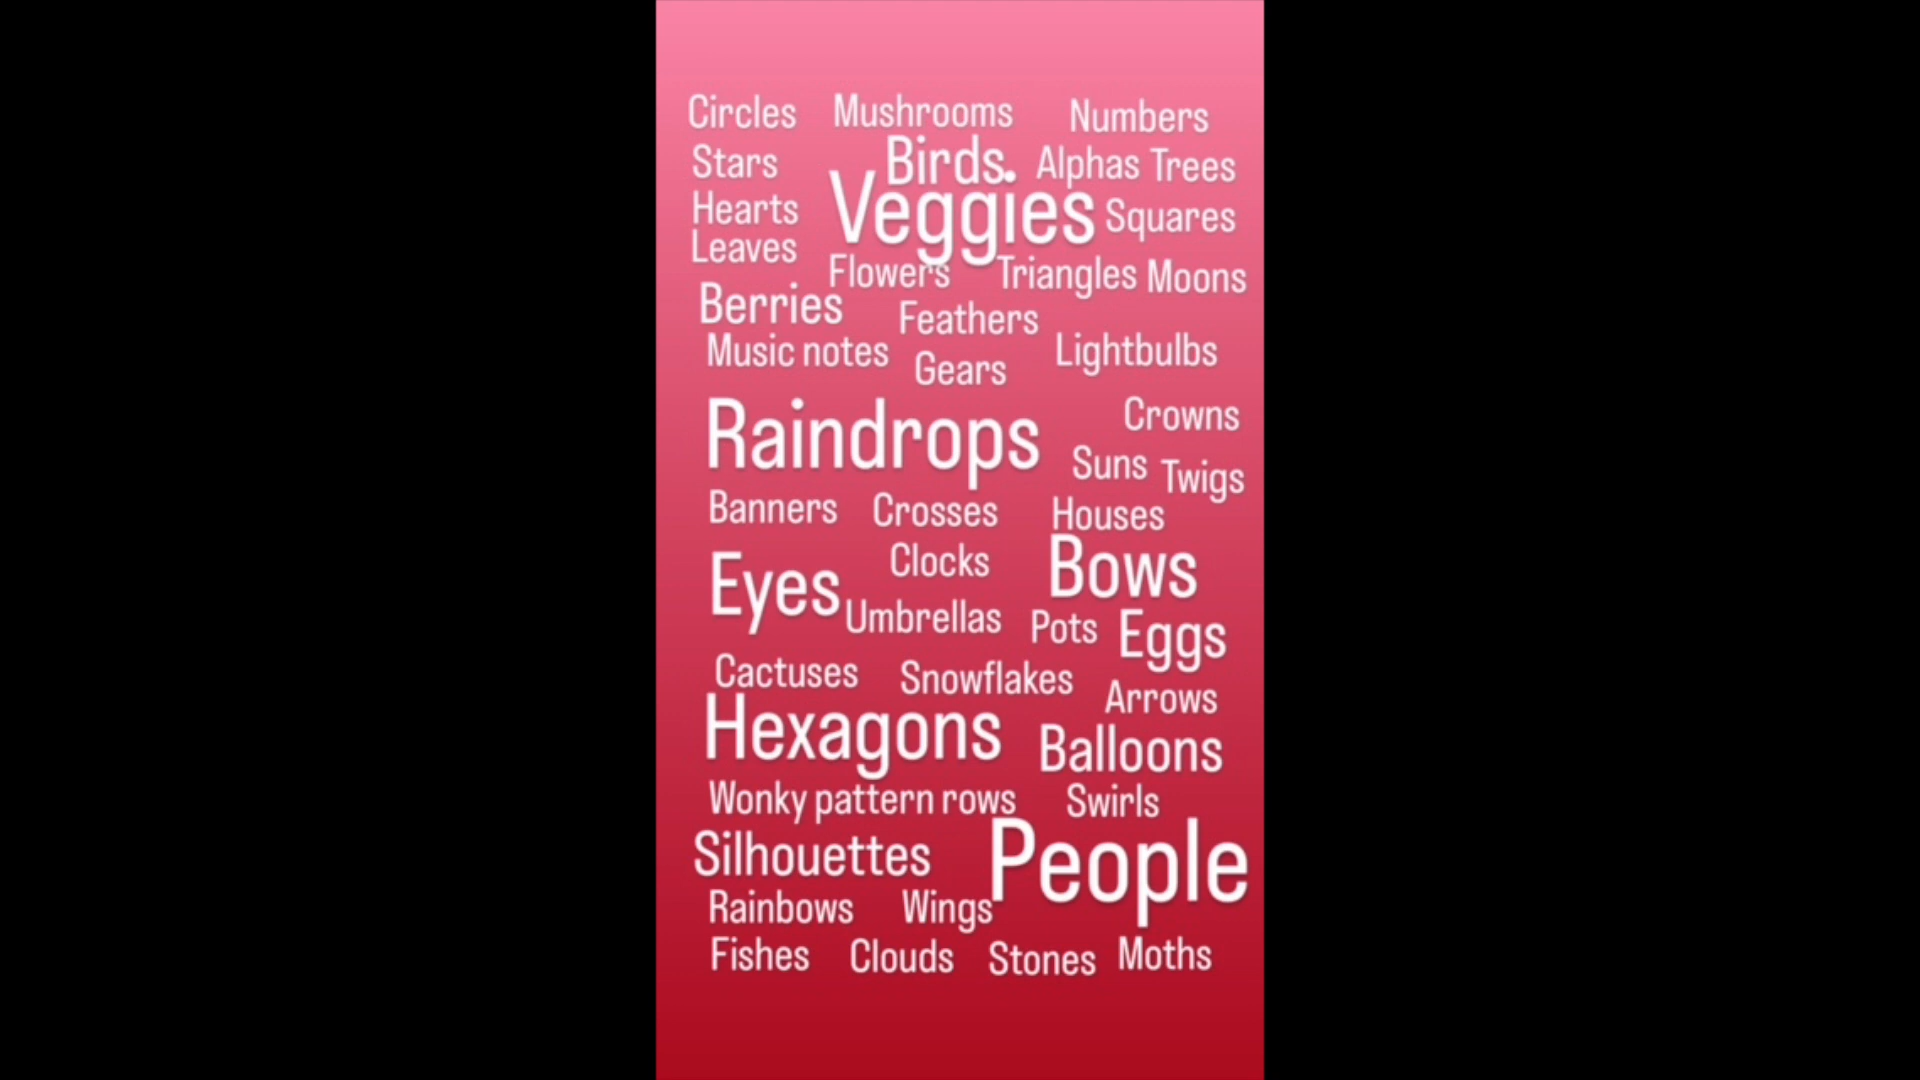 Circles Mushrooms Numbers
Stars Birds Alphas Trees
Hearts Veggies Squares
Leaves Flowers Triangles Moons
Berries Feathers
Music notes Gears Lightbulbs
Raindrops Crowns
Suns Twigs
Banners Crosses Houses
Eyes Clocks Bows
Umbrellas Pots Eggs
Cactuses Snowflakes Arrows
Hexagons Balloons
Wonky pattern rows Swirls
Silhouettes People
Rainbows Wings
Fishes Clouds Stones Moths